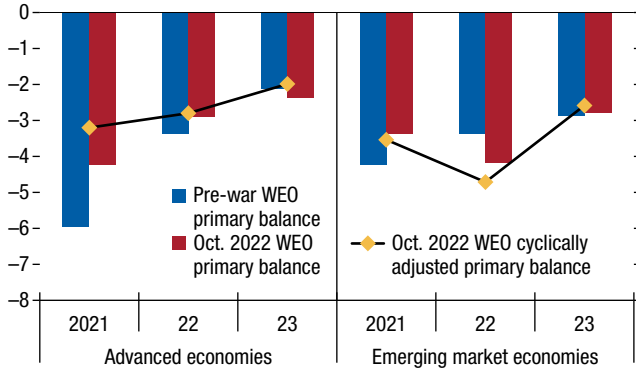 –0
–1
–2
–3
–4
–5
–6
–7
–8
Pre-war WEO
primary balance
Oct. 2022 WEO
primary balance
Oct. 2022 WEO cyclically
adjusted primary balance
2021 22 23 2021 22 23
Advanced economies Emerging market economies